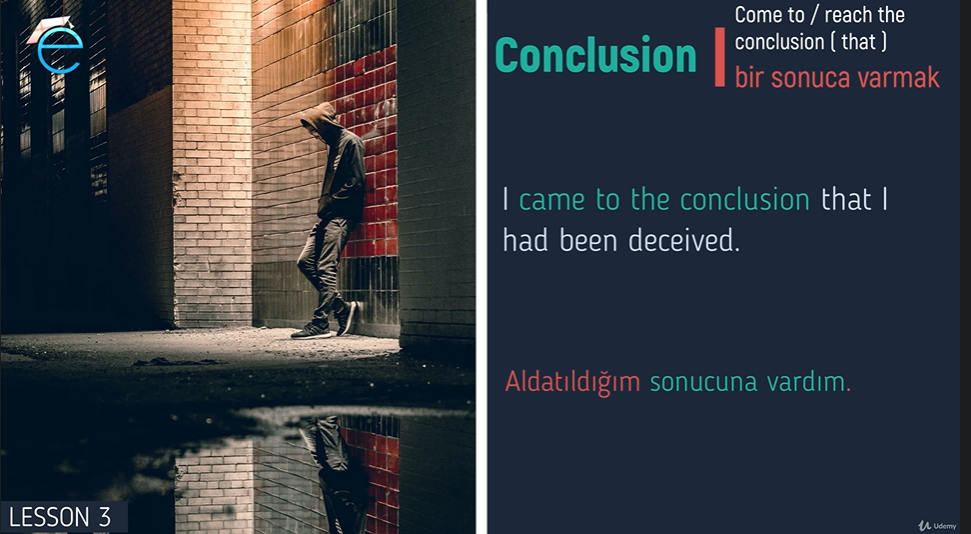 Conclusion
Come to / reach the
conclusion ( that )
bir sonuca varmak
I came to the conclusion that I
had been deceived.
Aldatıldığım sonucuna vardım.
LESSON 3
Udemy